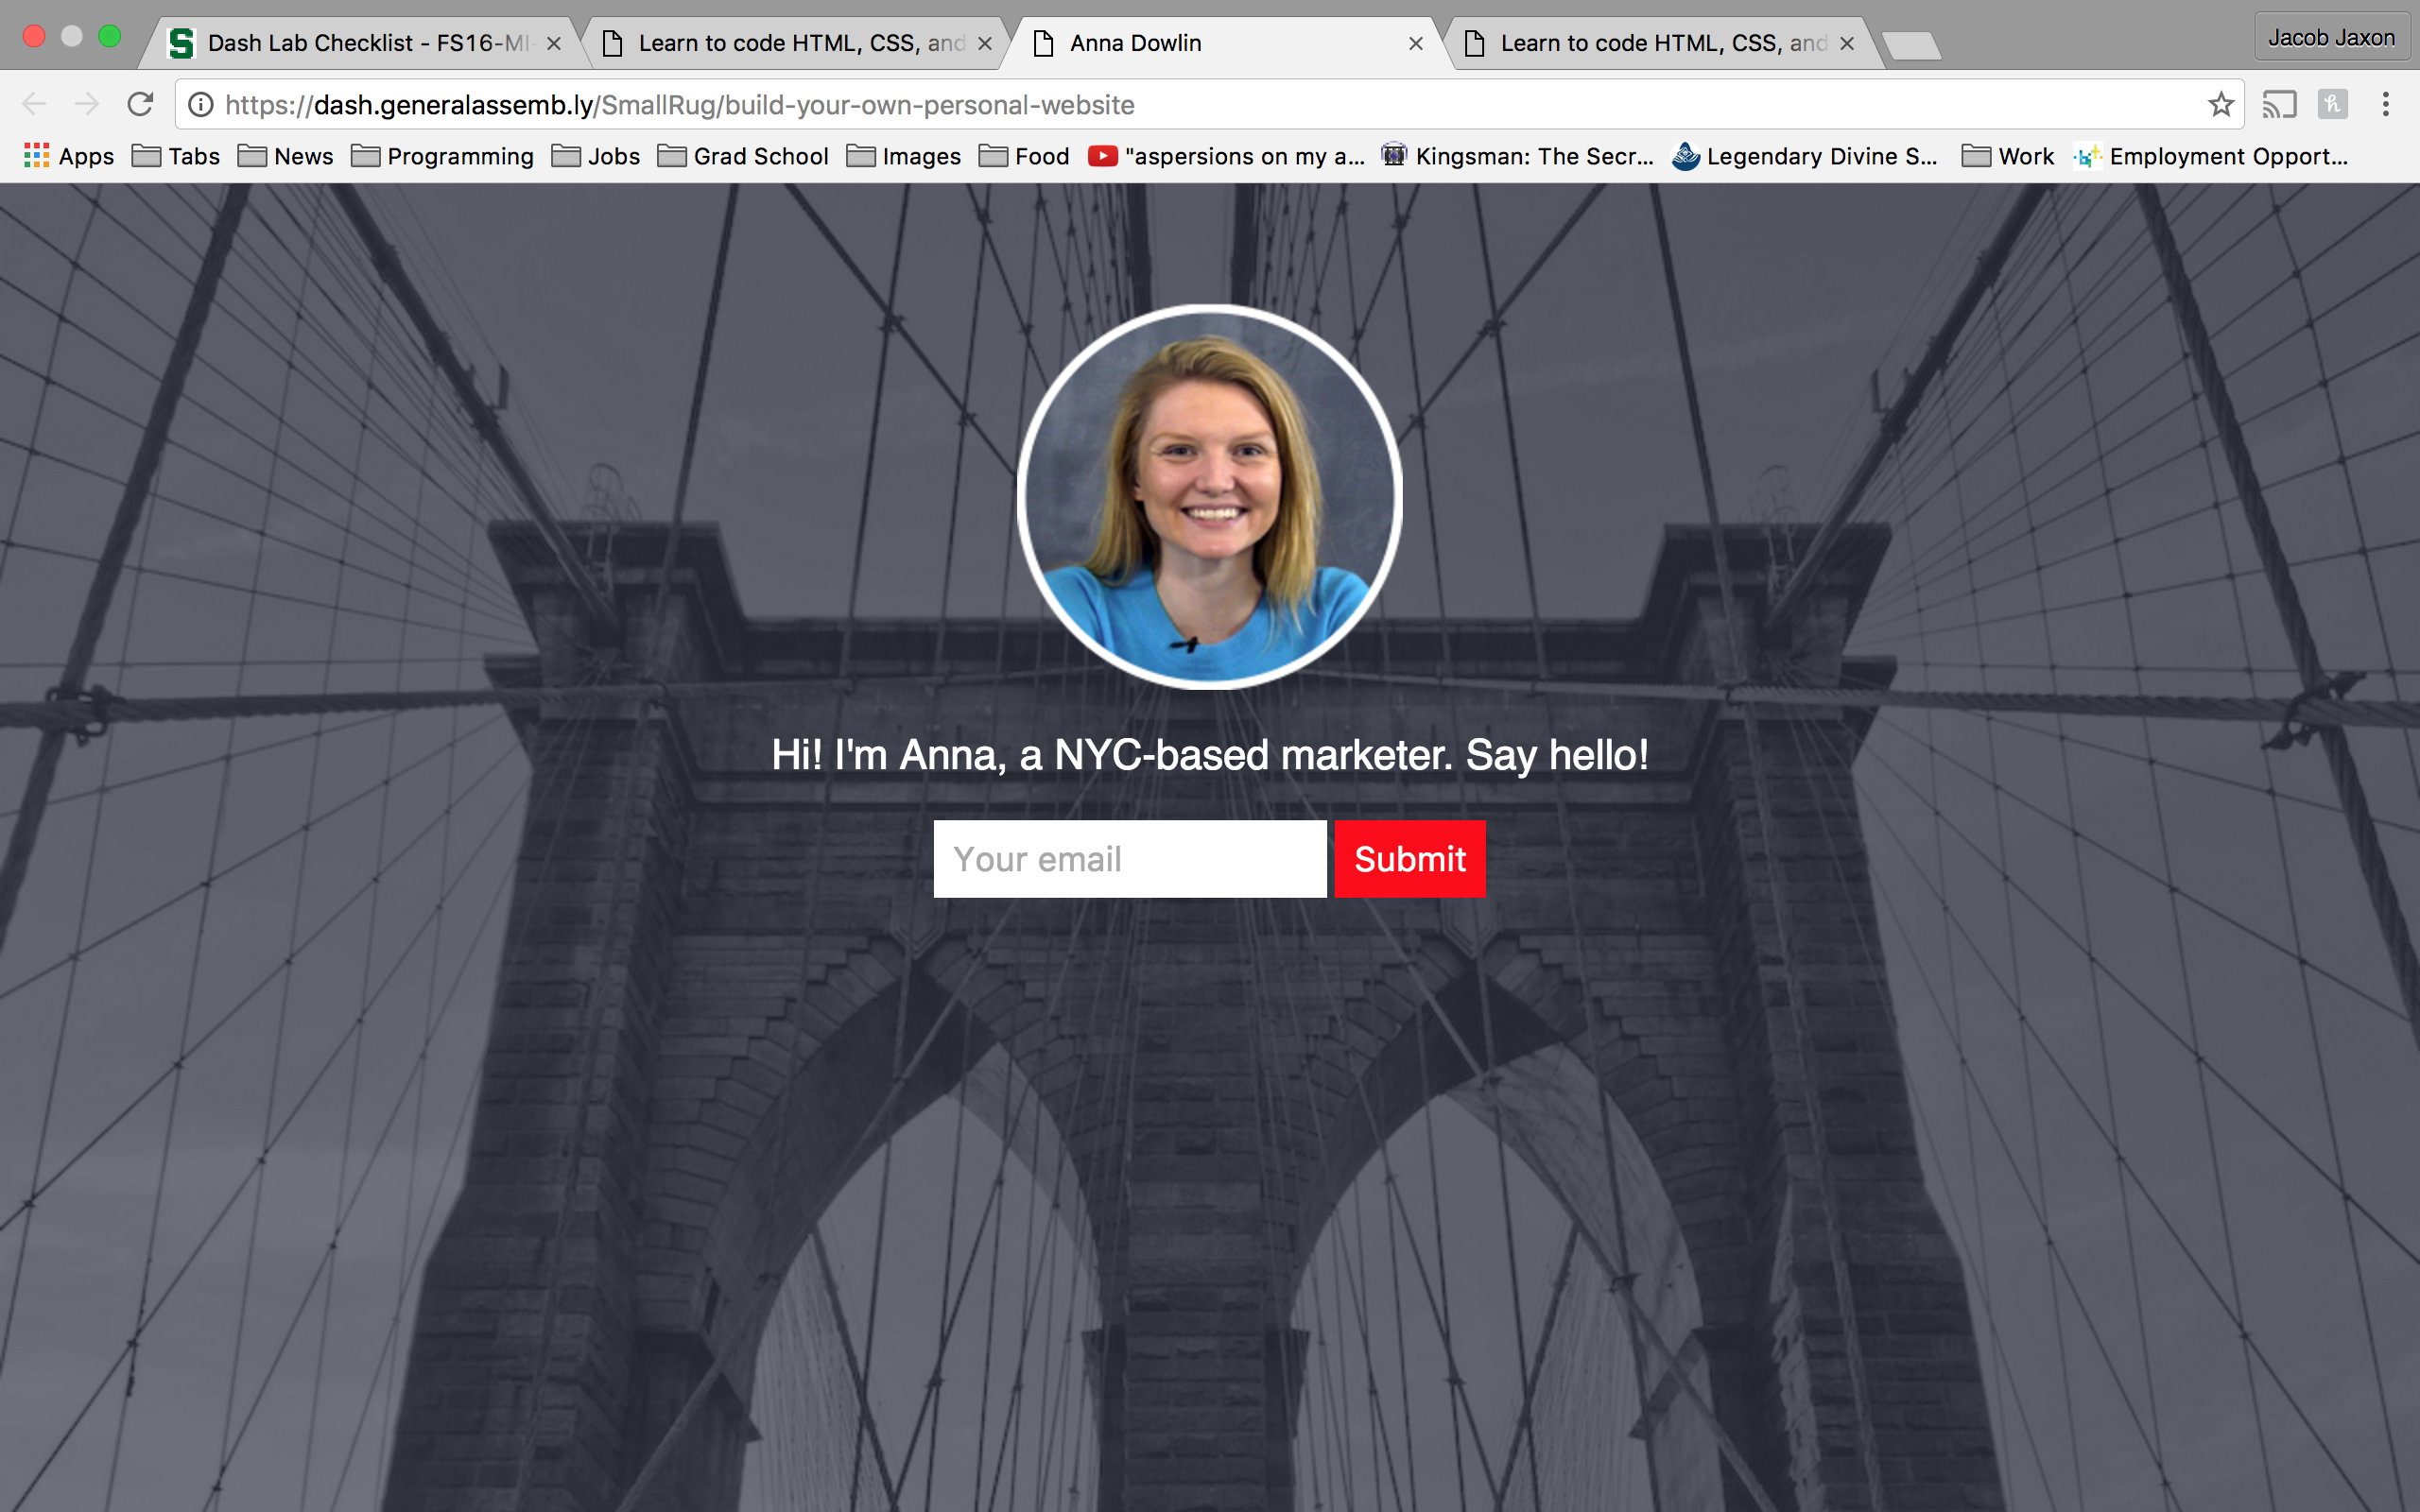 Dash Lab Checklist - FS16-MI-
Learn to code HTML, CSS, and
Anna Dowlin
Learn to code HTML, CSS, and
Jacob Jaxon
https://dash.generalassemb.ly/SmallRug/build-your-own-personal-website
Apps Tabs News Programming Jobs Grad School Images Food "aspersions on my a... Kingsman: The Secr... Legendary Divine S... Work Employment Opport...
Hi! I'm Anna, a NYC-based marketer. Say hello!
Your email Submit